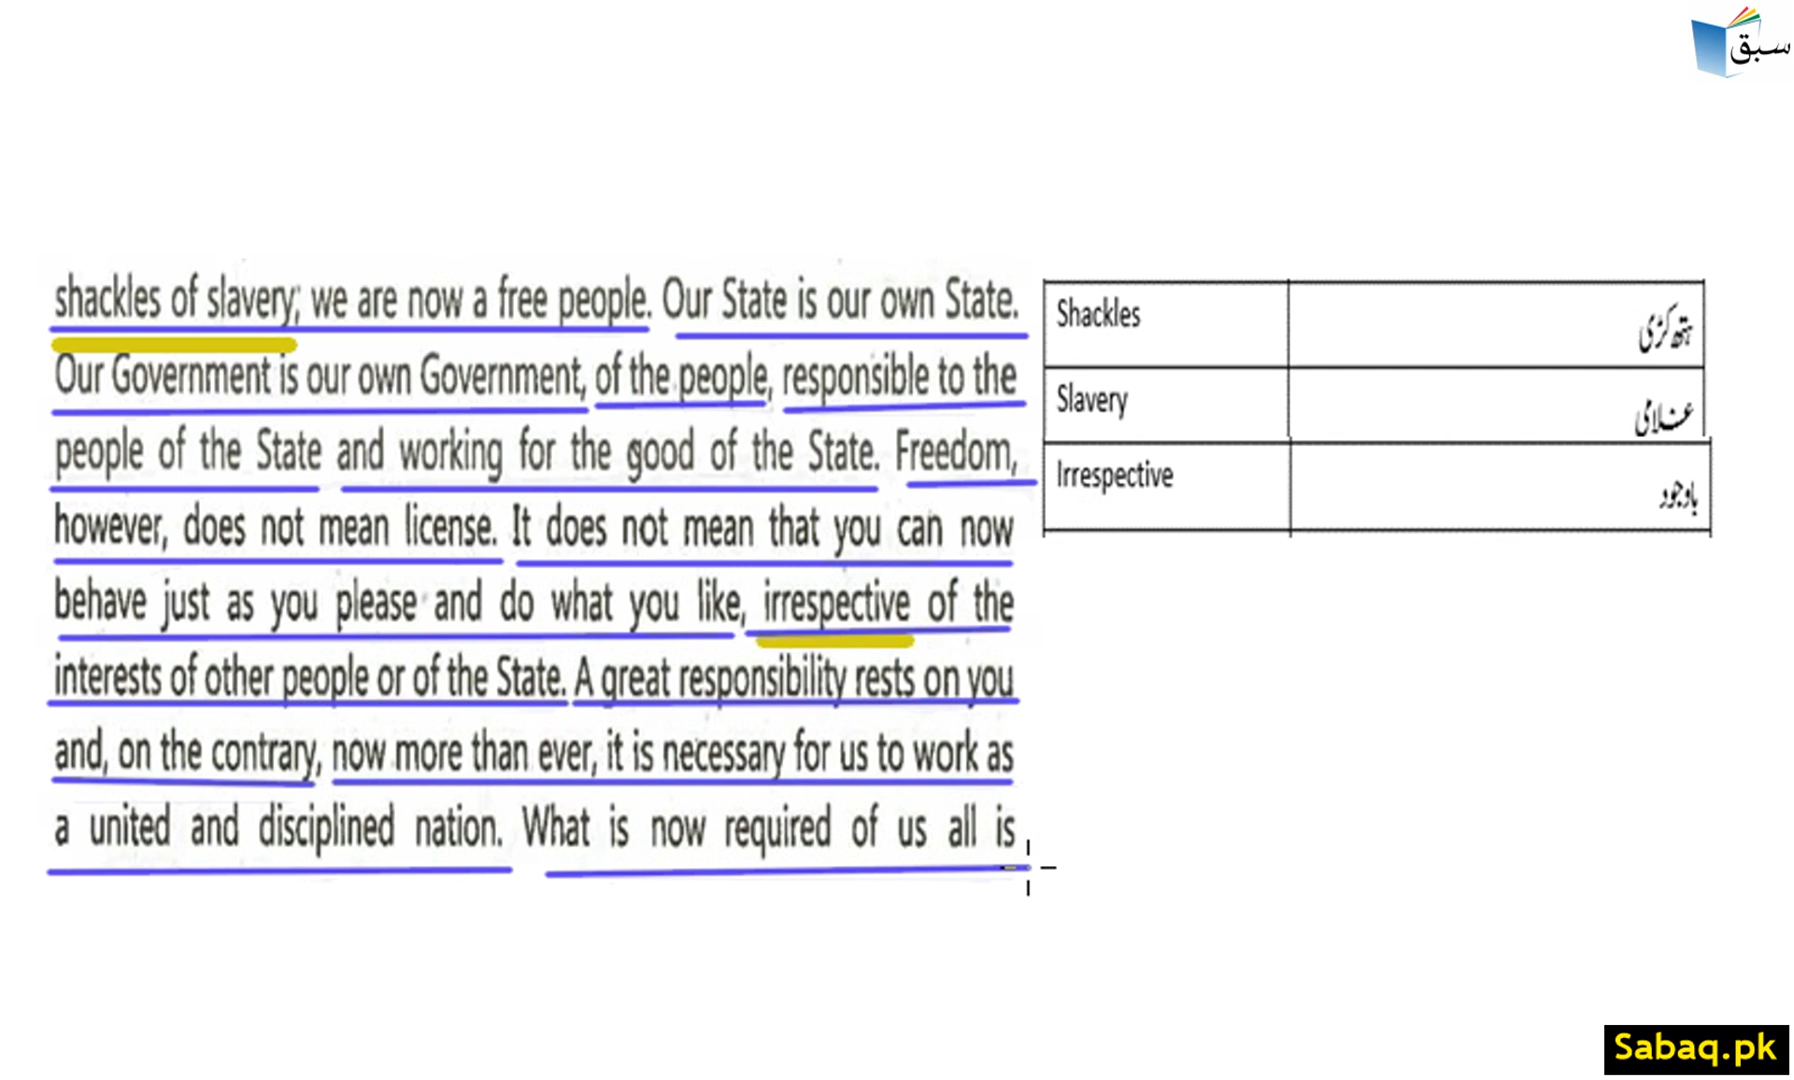 سبق
shackles of slavery; we are now a free people. Our State is our own State.
Our Government is our own Government, of the people, responsible to the
people of the State and working for the good of the State. Freedom,
however, does not mean license. It does not mean that you can now
behave just as you please and do what you like, irrespective of the
interests of other people or of the State. A great responsibility rests on you
and, on the contrary, now more than ever, it is necessary for us to work as
a united and disciplined nation. What is now required of us all is
Shackles ہتھ کڑی
Slavery غلامی
Irrespective باوجود
Sabaq.pk